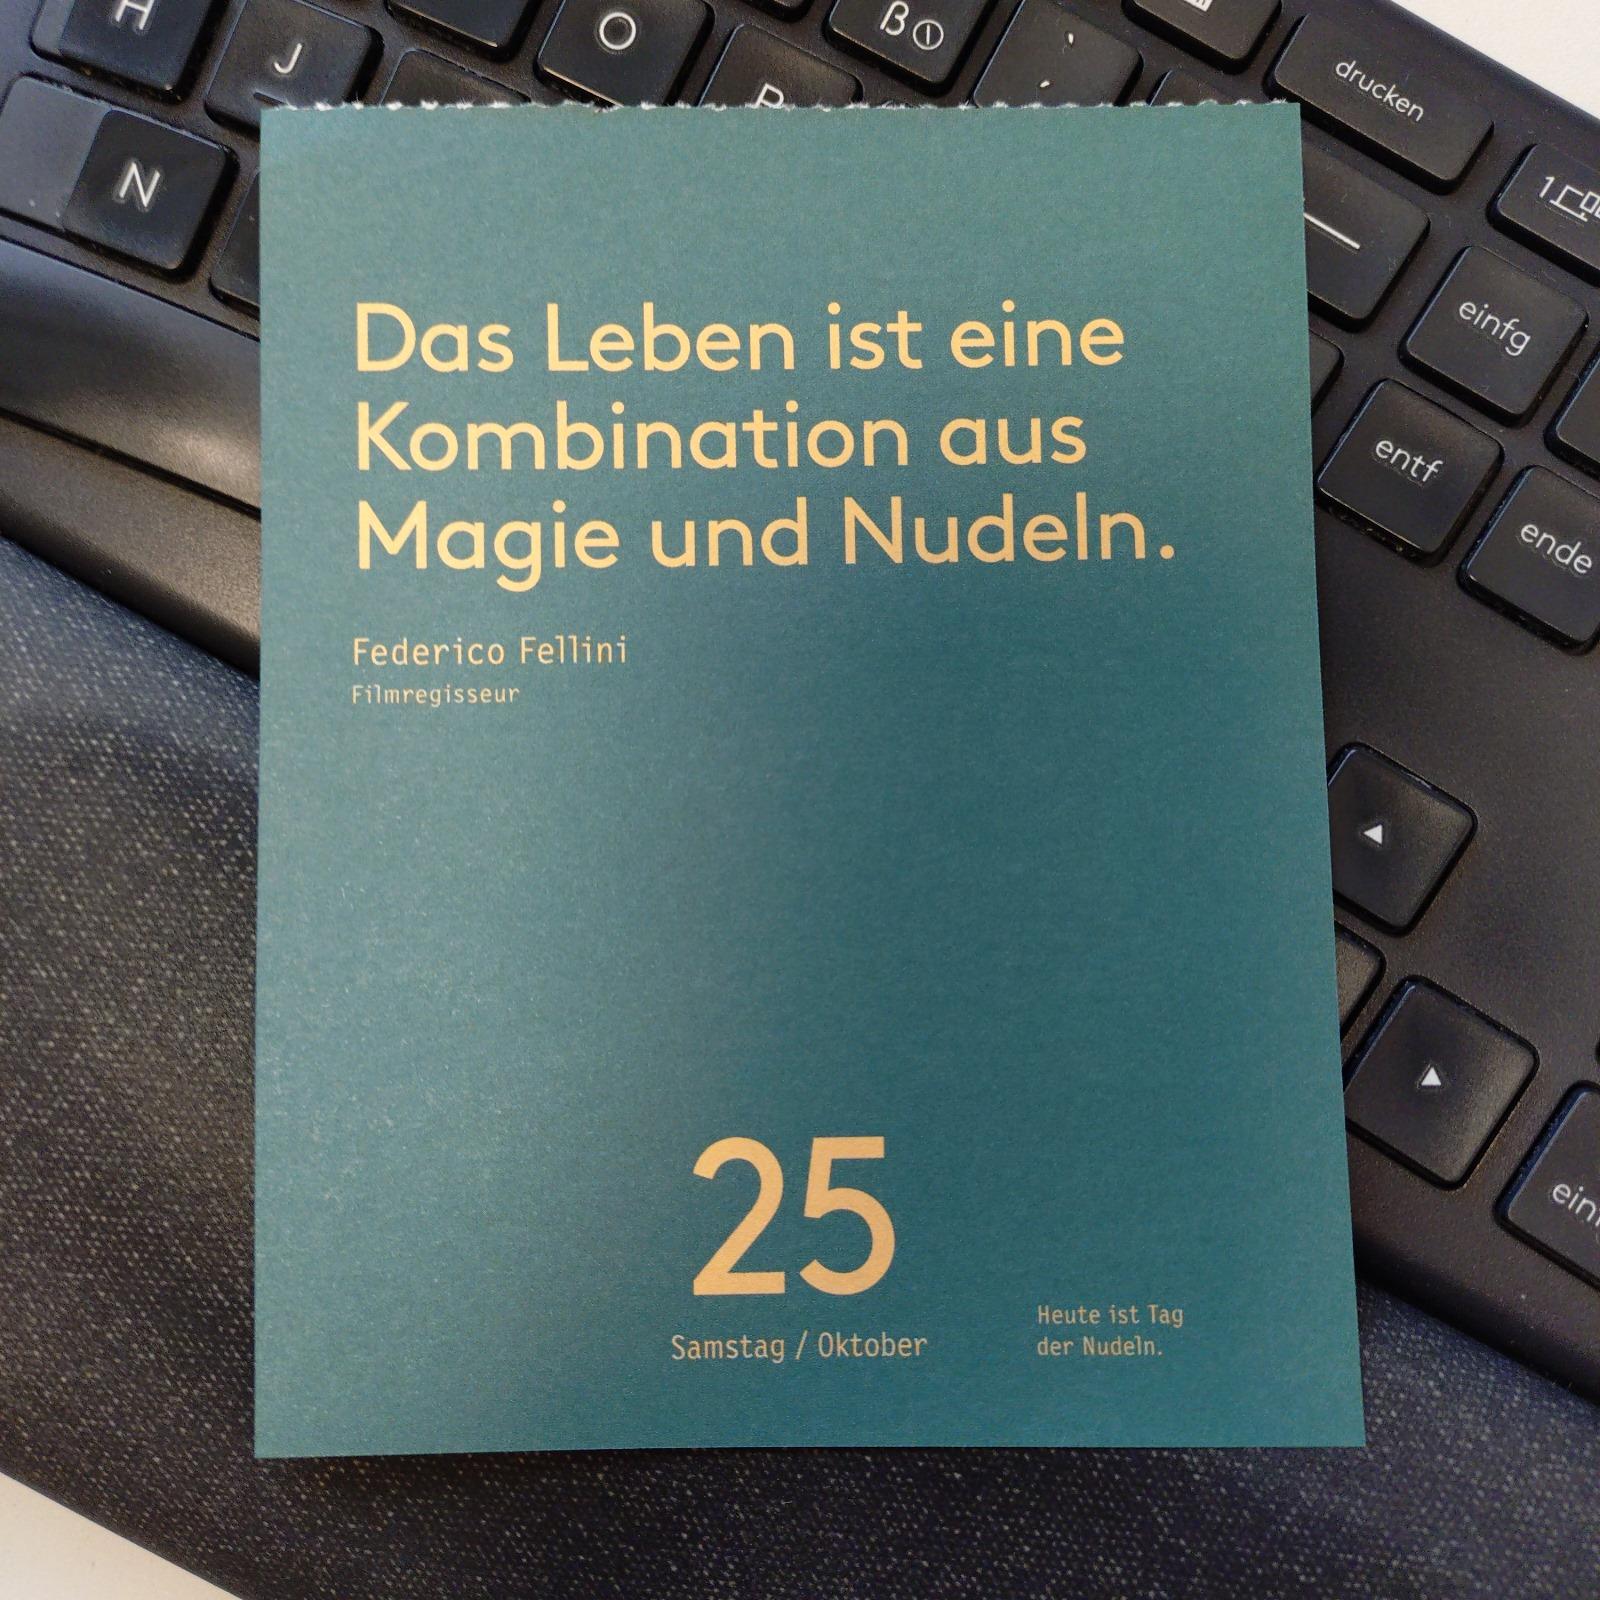 H
J
O
ß
drucken
N
einfg
entf
ende
Das Leben ist eine
Kombination aus
Magie und Nudeln.
Federico Fellini
Filmregisseur
25
Samstag / Oktober
Heute ist Tag
der Nudeln.